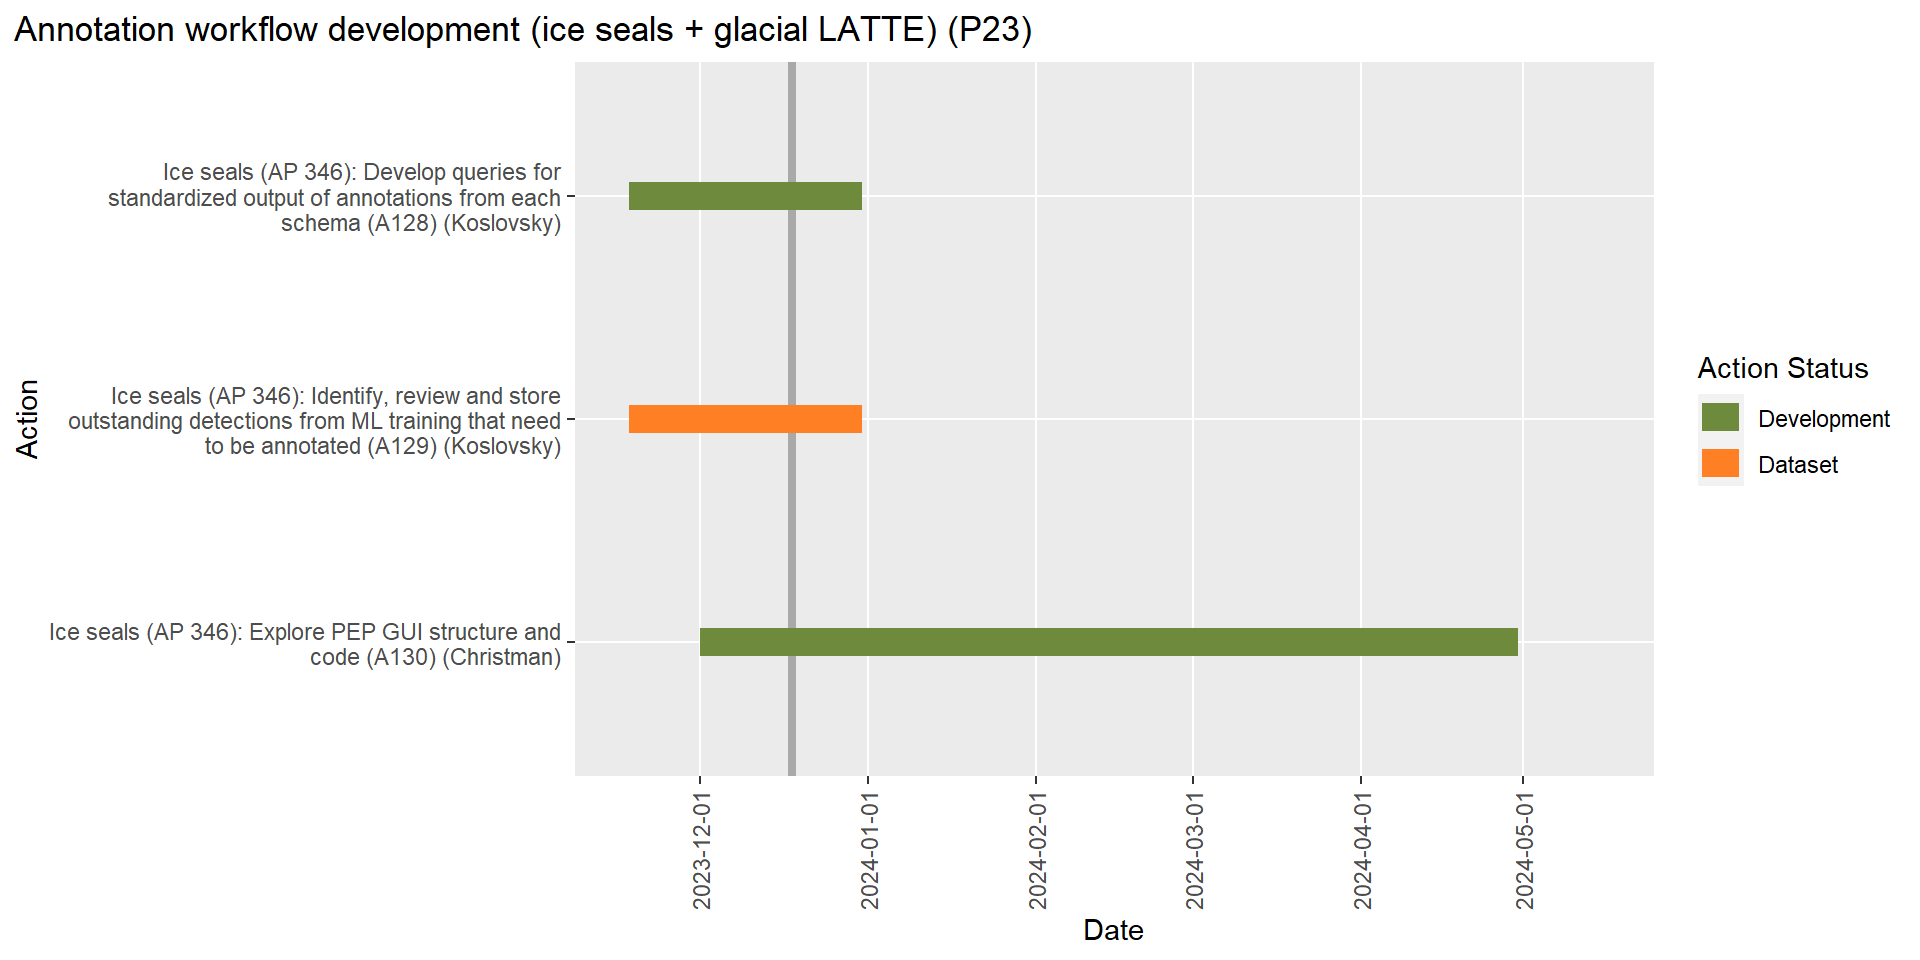 Annotation workflow development (ice seals + glacial LATTE) (P23)
Ice seals (AP 346): Develop queries for
standardized output of annotations from each
schema (A128) (Koslovsky)
Ice seals (AP 346): Identify, review and store
outstanding detections from ML training that need
to be annotated (A129) (Koslovsky)
Ice seals (AP 346): Explore PEP GUI structure and
code (A130) (Christman)
Action
2023-12-01
2024-01-01
2024-02-01
2024-03-01
2024-04-01
2024-05-01
Date
Action Status
Development
Dataset